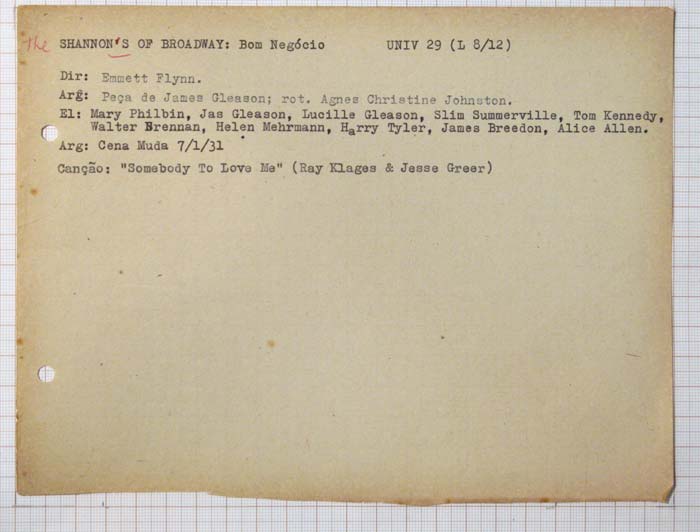 The SHANNON'S OF BROADWAY: Bom Negócio UNIV 29 (L 8/12)
Dir: Emmett Flynn.
Arg: Peça de James Gleason; rot. Agnes Christine Johnston.
El: Mary Philbin, Jas Gleason, Lucille Gleason, Slim Summerville, Tom Kennedy,
Walter Brennan, Helen Mehrmann, Harry Tyler, James Breedon, Alice Allen.
Arg: Cena Muda 7/1/31
Canção: "Somebody To Love Me" (Ray Klages & Jesse Greer)